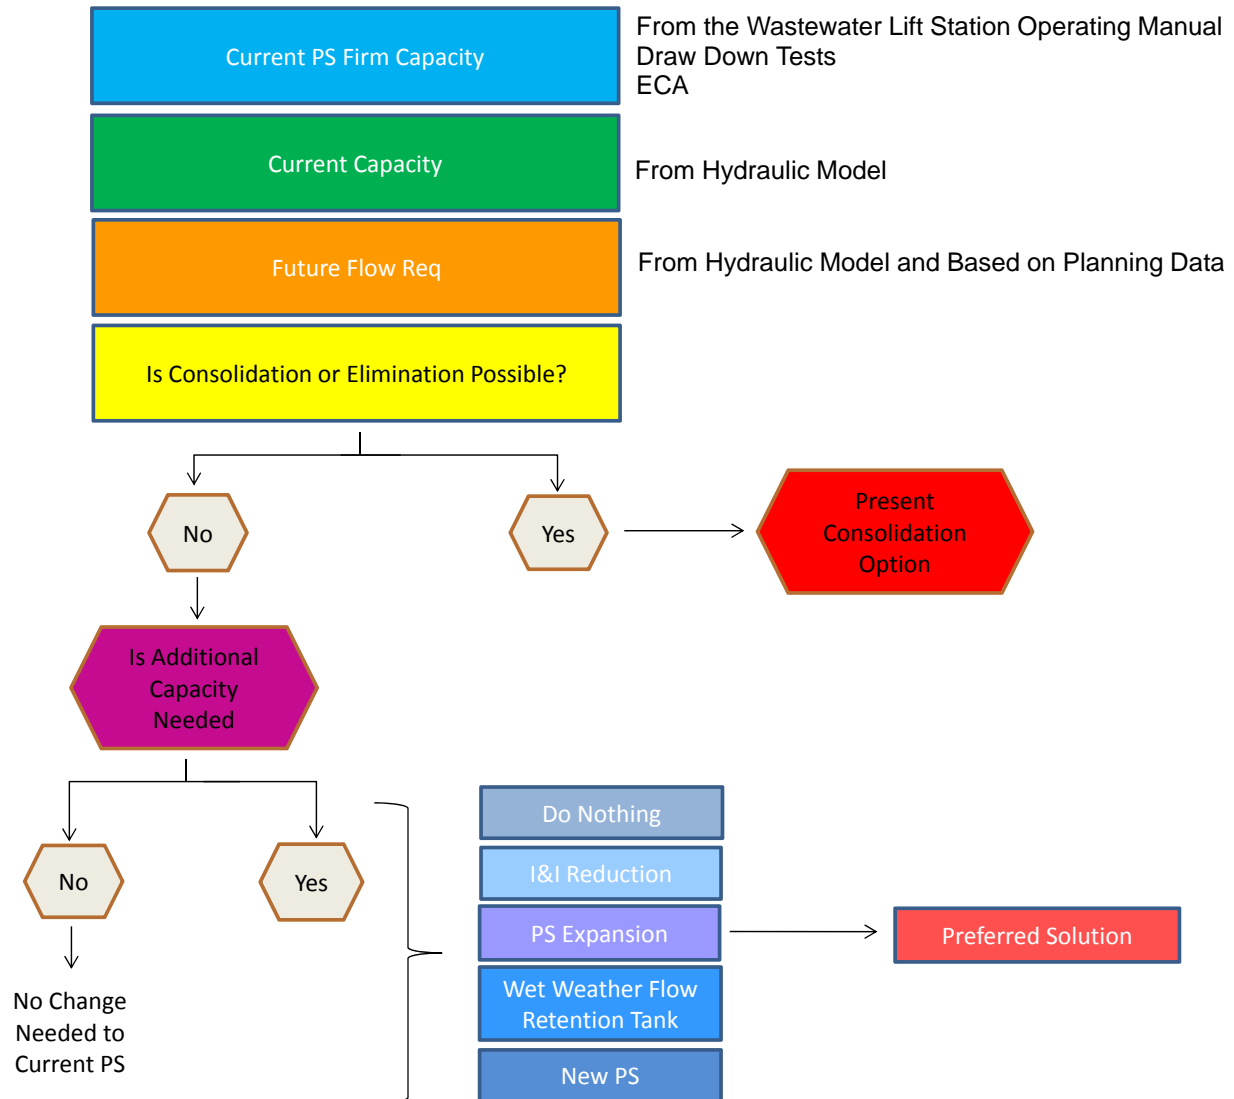 Current PS Firm Capacity
From the Wastewater Lift Station Operating Manual
Draw Down Tests
ECA
Current Capacity
From Hydraulic Model
Future Flow Req
From Hydraulic Model and Based on Planning Data
Is Consolidation or Elimination Possible?
No
Yes
Present
Consolidation
Option
Is Additional
Capacity
Needed
No
Yes
No Change
Needed to
Current PS
Do Nothing
I&I Reduction
PS Expansion
Wet Weather Flow
Retention Tank
New PS
Preferred Solution